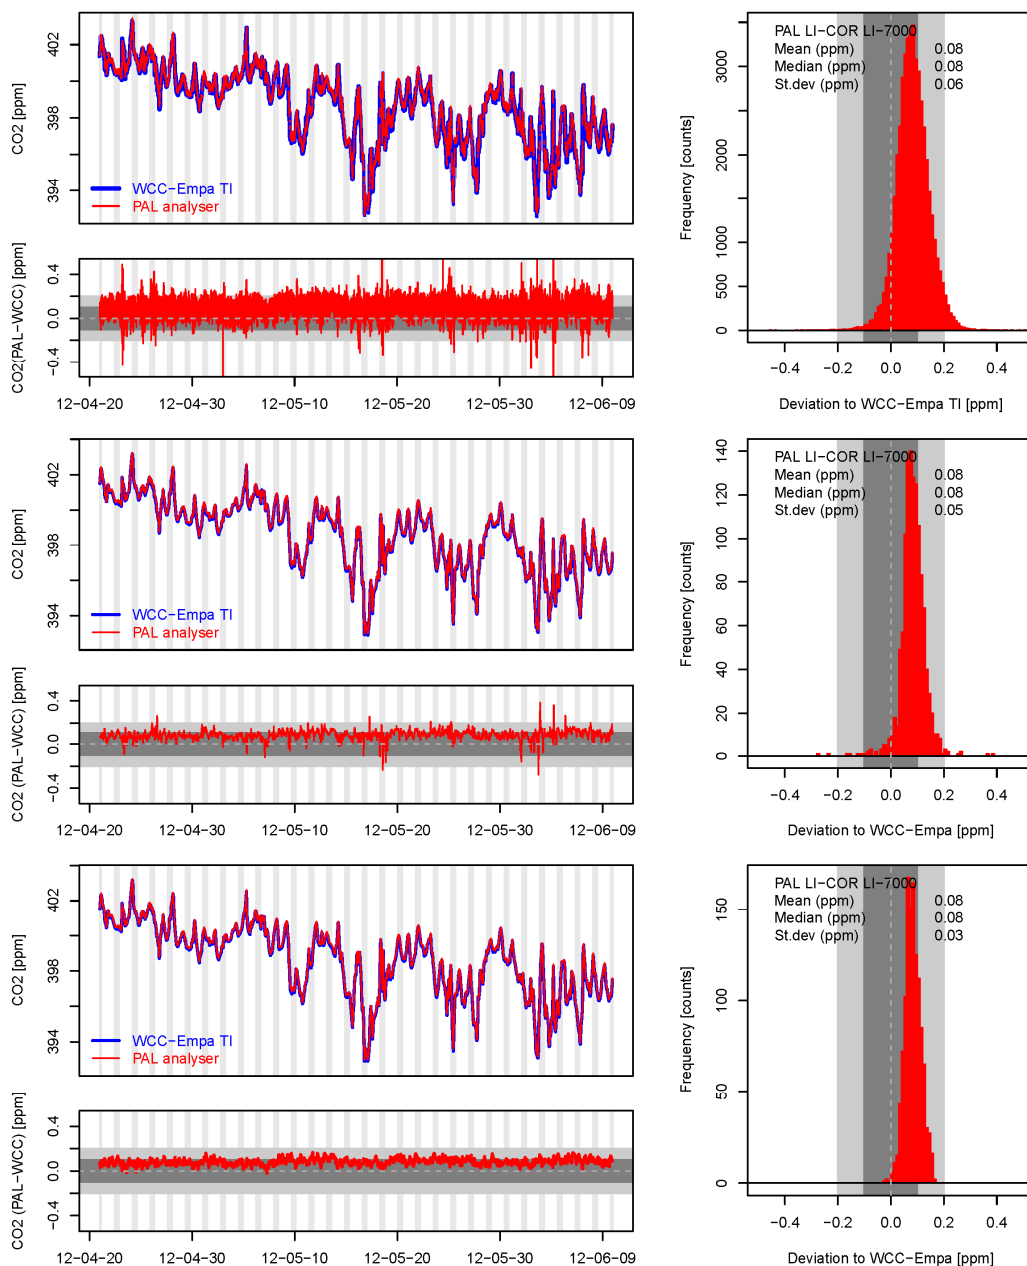 402
398
394
CO2 [ppm]
WCC−Empa TI
PAL analyser
0.4
0.0
−0.4
CO2(PAL−WCC) [ppm]
12−04−20 12−04−30 12−05−10 12−05−20 12−05−30 12−06−09
PAL LI−COR LI−7000
Mean (ppm) 0.08
Median (ppm) 0.08
St.dev (ppm) 0.06
3000
2000
1000
500
0
Frequency [counts]
−0.4 −0.2 0.0 0.2 0.4
Deviation to WCC−Empa TI [ppm]
402
398
394
CO2 [ppm]
WCC−Empa TI
PAL analyser
0.4
0.0
−0.4
CO2 (PAL−WCC) [ppm]
12−04−20 12−04−30 12−05−10 12−05−20 12−05−30 12−06−09
PAL LI−COR LI−7000
Mean (ppm) 0.08
Median (ppm) 0.08
St.dev (ppm) 0.05
140
120
100
80
60
40
20
0
Frequency [counts]
−0.4 −0.2 0.0 0.2 0.4
Deviation to WCC−Empa [ppm]
402
398
394
CO2 [ppm]
WCC−Empa TI
PAL analyser
0.4
0.0
−0.4
CO2 (PAL−WCC) [ppm]
12−04−20 12−04−30 12−05−10 12−05−20 12−05−30 12−06−09
PAL LI−COR LI−7000
Mean (ppm) 0.08
Median (ppm) 0.08
St.dev (ppm) 0.03
150
100
50
0
Frequency [counts]
−0.4 −0.2 0.0 0.2 0.4
Deviation to WCC−Empa [ppm]